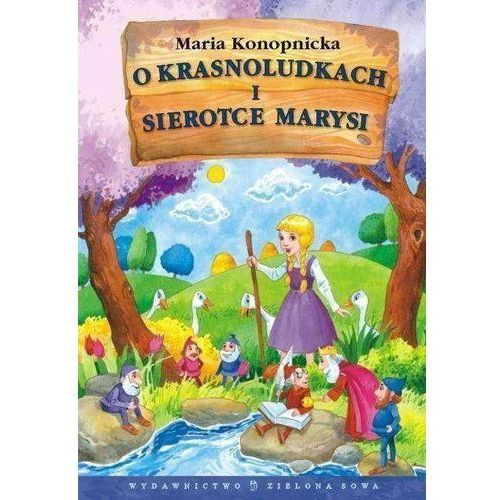 Maria Konopnicka
O KRASNOLUDKACH
I
SIEROTCE MARYSI
WYDAWNICTWO ZIELONA SOWA